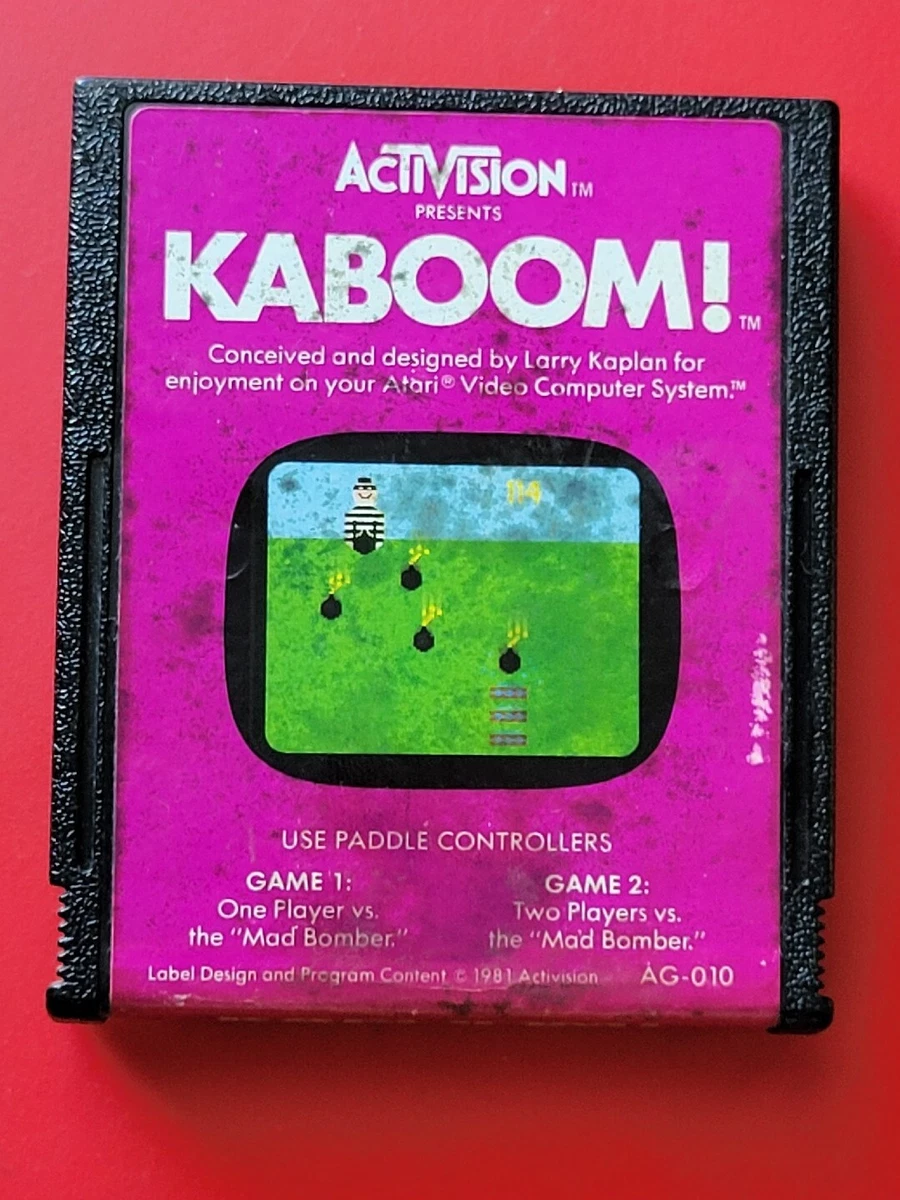 ACTIVISION™
PRESENTS
KABOOM!™
Conceived and designed by Larry Kaplan for
enjoyment on your Atari® Video Computer System.™
114
USE PADDLE CONTROLLERS
GAME 1:
One Player vs.
the "Mad Bomber."
GAME 2:
Two Players vs.
the "Mad Bomber."
Label Design and Program Content © 1981 Activision AG-010